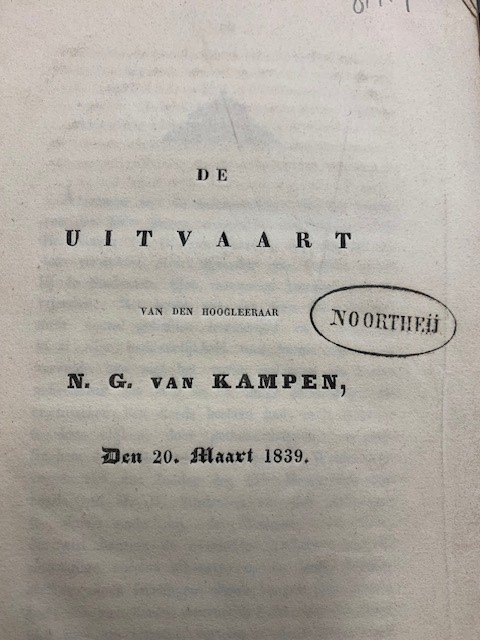 DE
UITVAART
VAN DEN HOOGLEERAAR
NOORTHEIJ
N. G. VAN KAMPEN,
Den 20. Maart 1839.